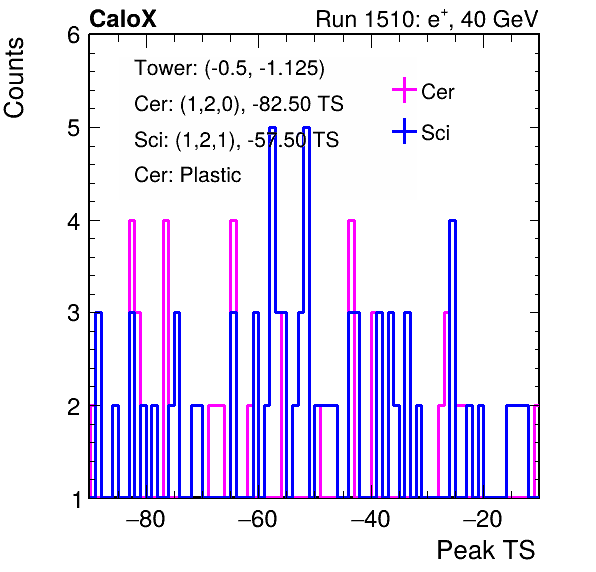 CaloX Run 1510: e⁺, 40 GeV
Counts
6
5
4
3
2
1
Tower: (-0.5, -1.125)
Cer: (1,2,0), -82.50 TS
Sci: (1,2,1), -57.50 TS
Cer: Plastic
Cer
Sci
−80 −60 −40 −20
Peak TS